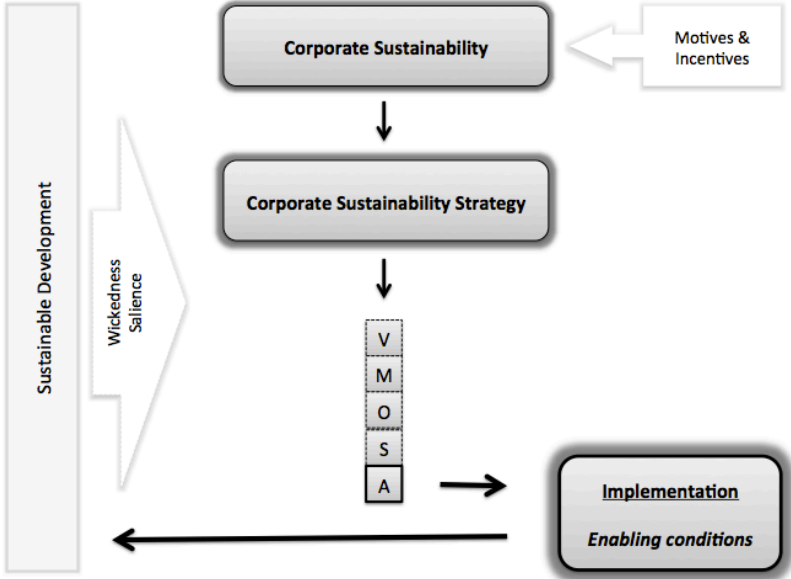 Corporate Sustainability
Motives &
Incentives
Corporate Sustainability Strategy
Sustainable Development
Wickedness
Salience
V
M
O
S
A
Implementation
Enabling conditions